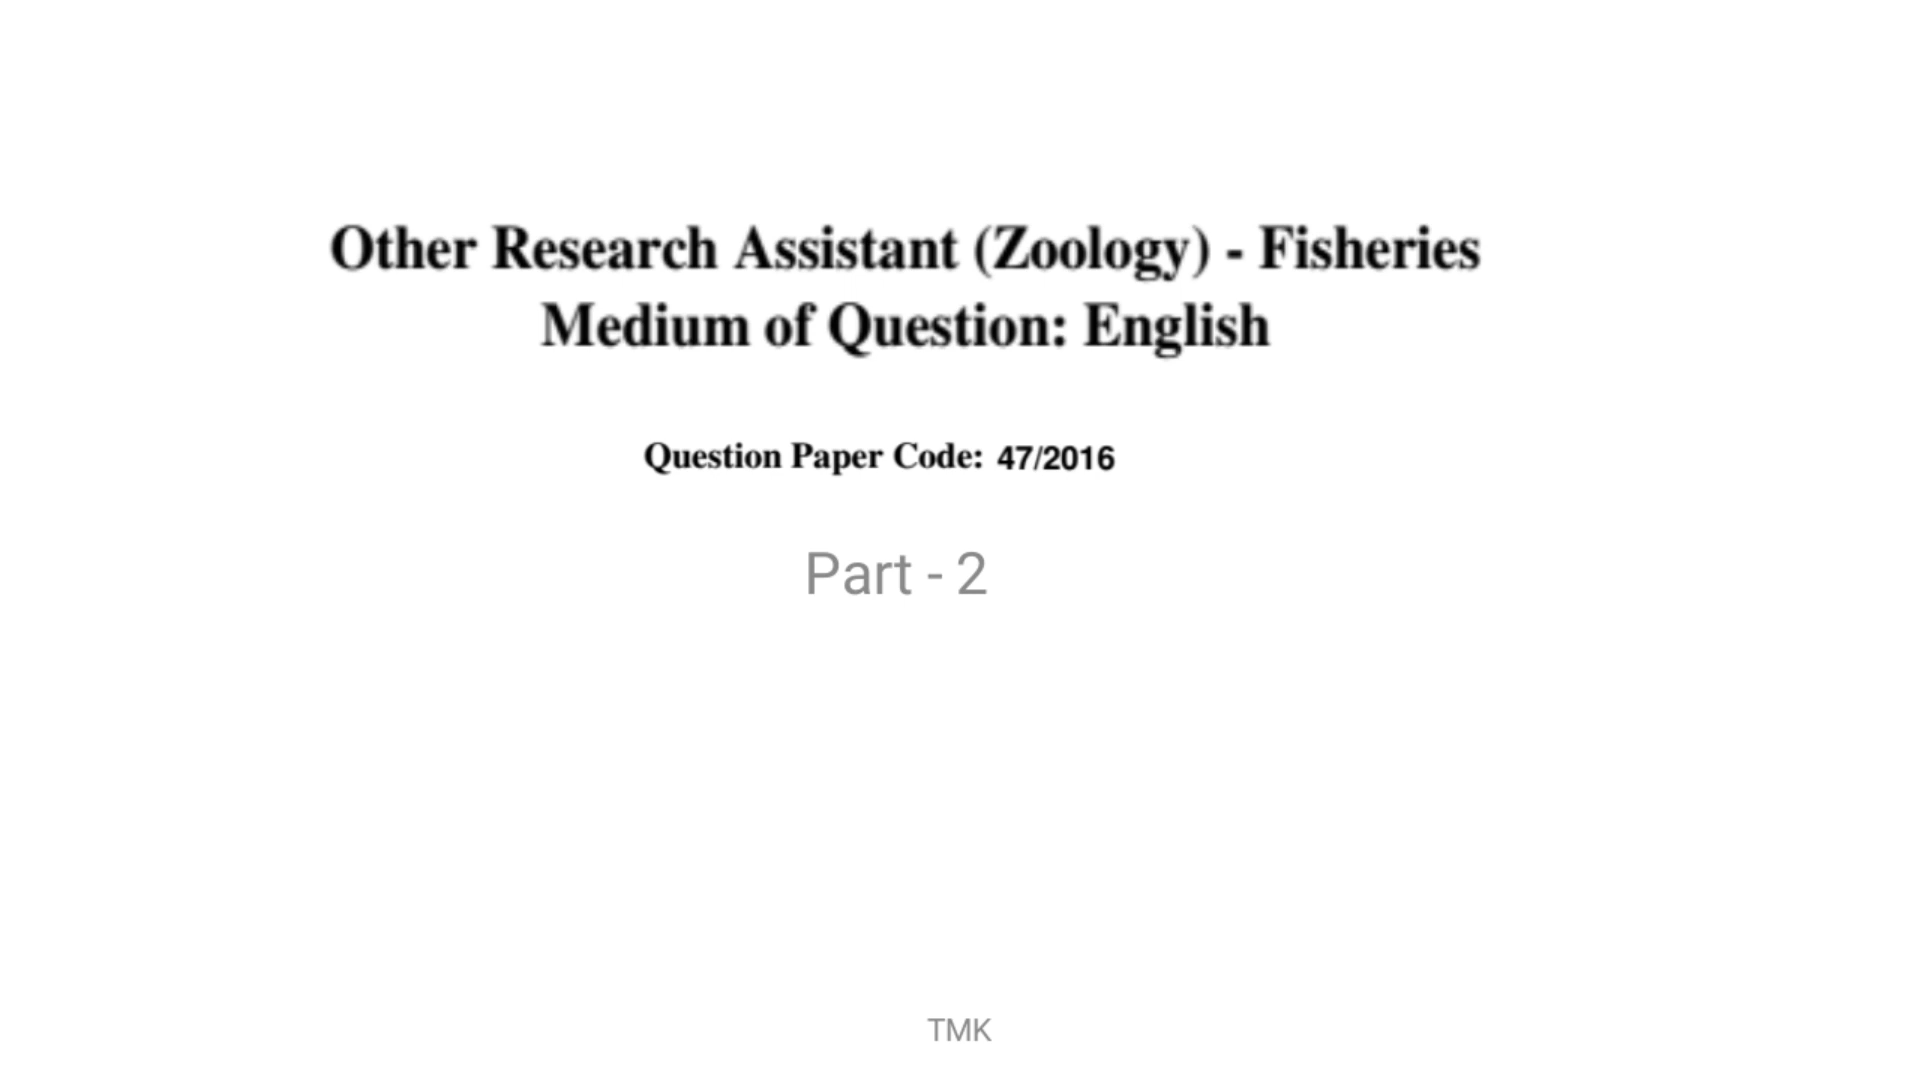 Other Research Assistant (Zoology) - Fisheries
Medium of Question: English
Question Paper Code: 47/2016
Part - 2
TMK